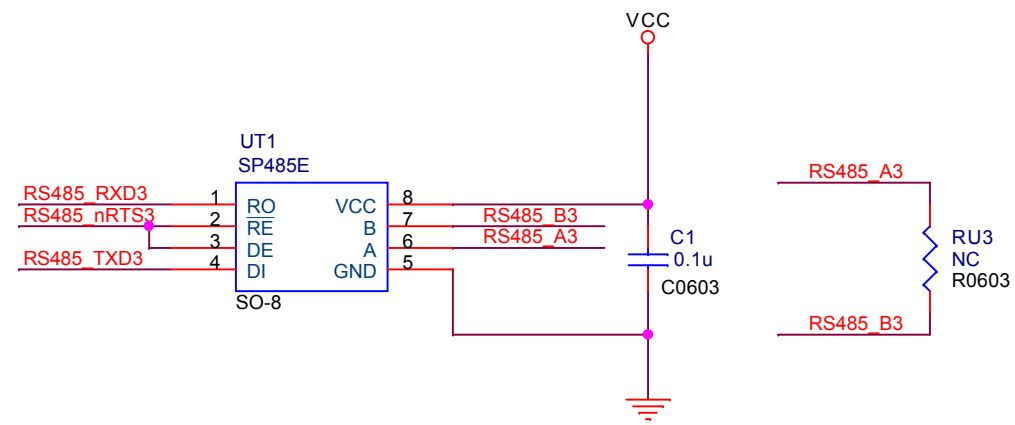 VCC
UT1
SP485E
RS485_RXD3 1 RO VCC 8
RS485_nRTS3 2 RE B 7 RS485_B3
3 DE A 6 RS485_A3
RS485_TXD3 4 DI GND 5
SO-8
C1
0.1u
C0603
RS485_A3
RU3
NC
R0603
RS485_B3